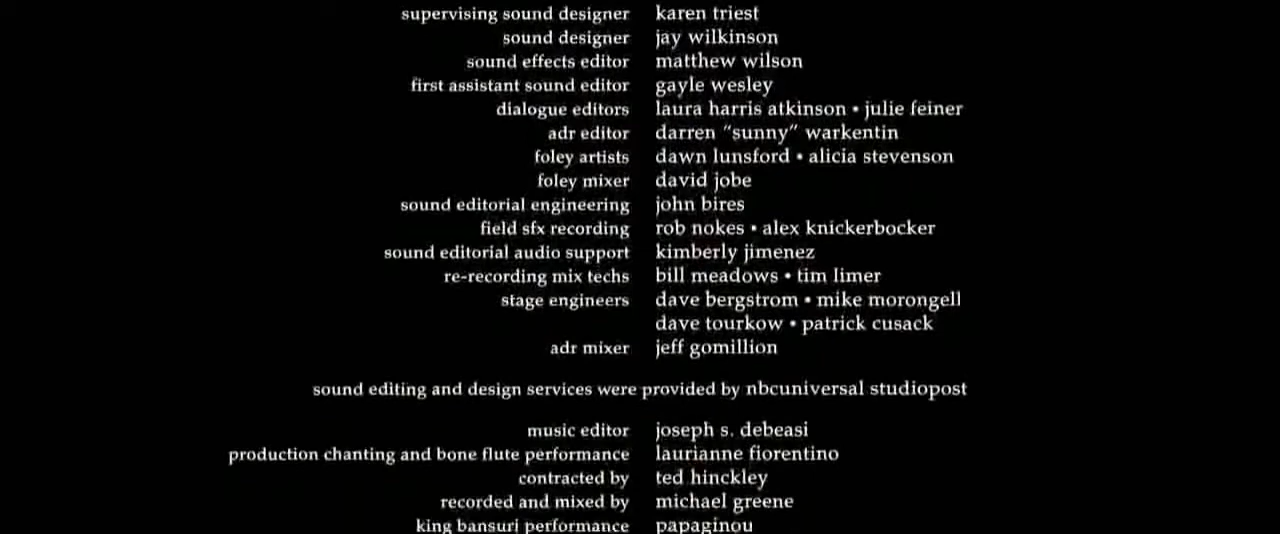 supervising sound designer karen triest
sound designer jay wilkinson
sound effects editor matthew wilson
first assistant sound editor gayle wesley
dialogue editors laura harris atkinson • julie feiner
adr editor darren "sunny" warkentin
foley artists dawn lunsford • alicia stevenson
foley mixer david jobe
sound editorial engineering john bires
field sfx recording rob nokes • alex knickerbocker
sound editorial audio support kimberly jimenez
re-recording mix techs bill meadows • tim limer
stage engineers dave bergstrom • mike morongell
dave tourkow • patrick cusack
adr mixer jeff gomillion
sound editing and design services were provided by nbcuniversal studiopost
music editor joseph s. debeasi
production chanting and bone flute performance laurianne fiorentino
contracted by ted hinckley
recorded and mixed by michael greene
king bansuri performance papaginou